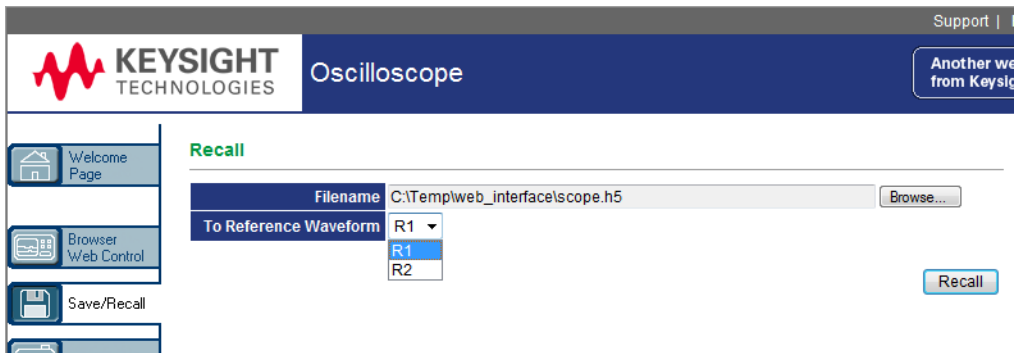 Support |
KEYSIGHT
TECHNOLOGIES
Oscilloscope
Another we
from Keysig
Welcome
Page
Recall
Filename C:\Temp\web_interface\scope.h5 Browse...
To Reference Waveform R1
R1
R2
Browser
Web Control
Recall
Save/Recall